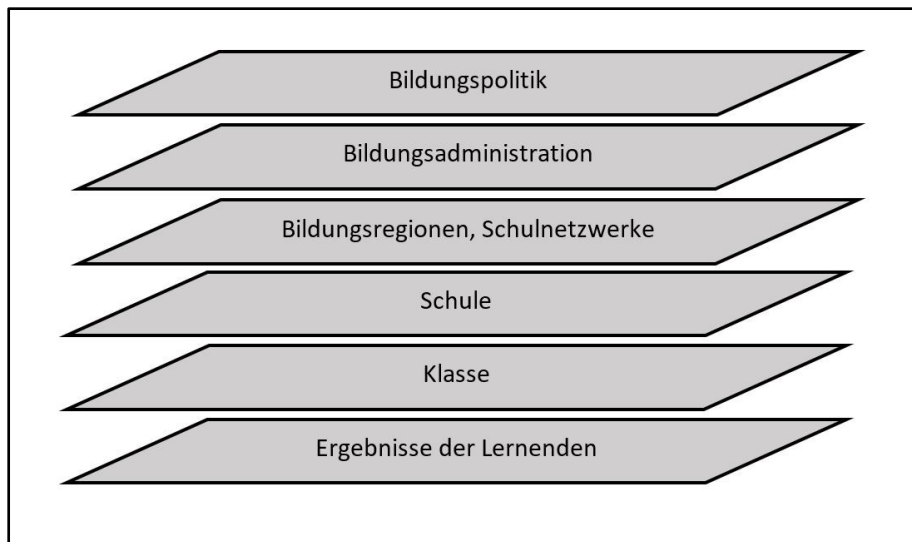 Bildungspolitik
Bildungsadministration
Bildungsregionen, Schulnetzwerke
Schule
Klasse
Ergebnisse der Lernenden